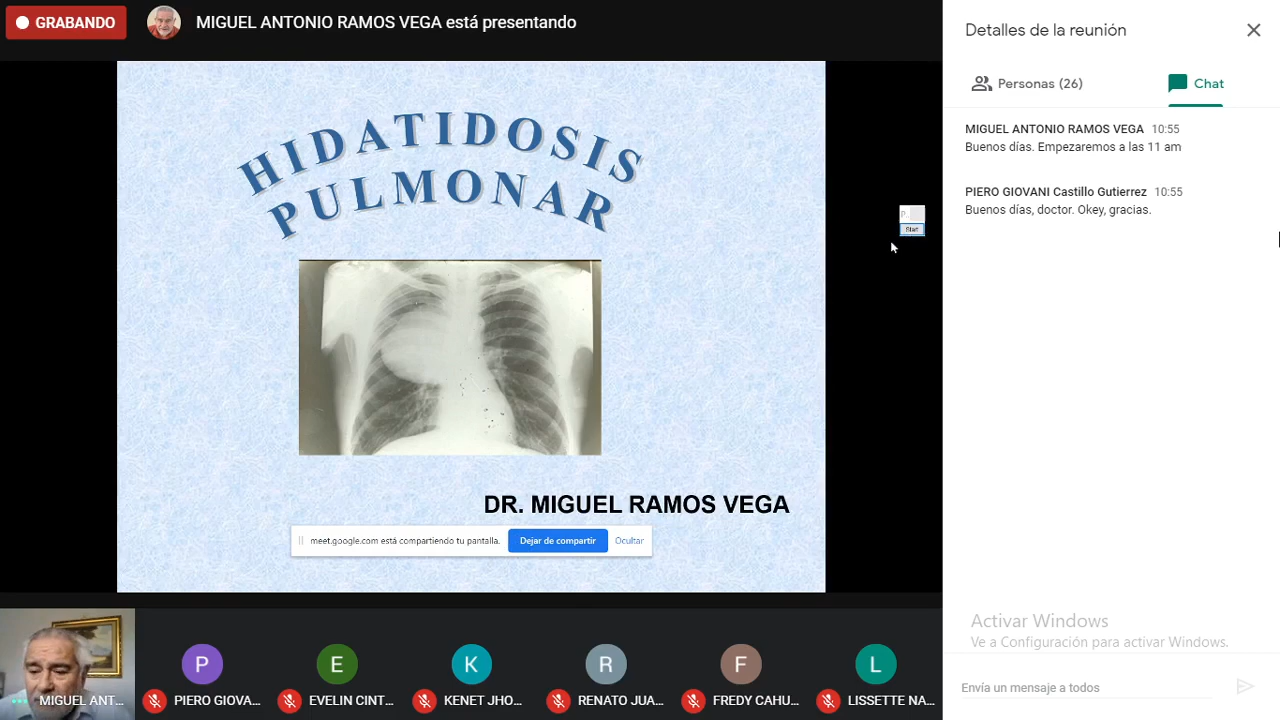 GRABANDO
MIGUEL ANTONIO RAMOS VEGA está presentando
HIDATIDOSIS
PULMONAR
DR. MIGUEL RAMOS VEGA
meet.google.com está compartiendo tu pantalla.
Dejar de compartir
Ocultar
Start
MIGUEL ANT...
P
PIERO GIOVA...
E
EVELIN CINT...
K
KENET JHO...
R
RENATO JUA...
F
FREDY CAHU...
L
LISSETTE NA...
Detalles de la reunión
Personas (26)
Chat
MIGUEL ANTONIO RAMOS VEGA 10:55
Buenos días. Empezaremos a las 11 am
PIERO GIOVANI Castillo Gutierrez 10:55
Buenos días, doctor. Okey, gracias.
Activar Windows
Ve a Configuración para activar Windows.
Envía un mensaje a todos